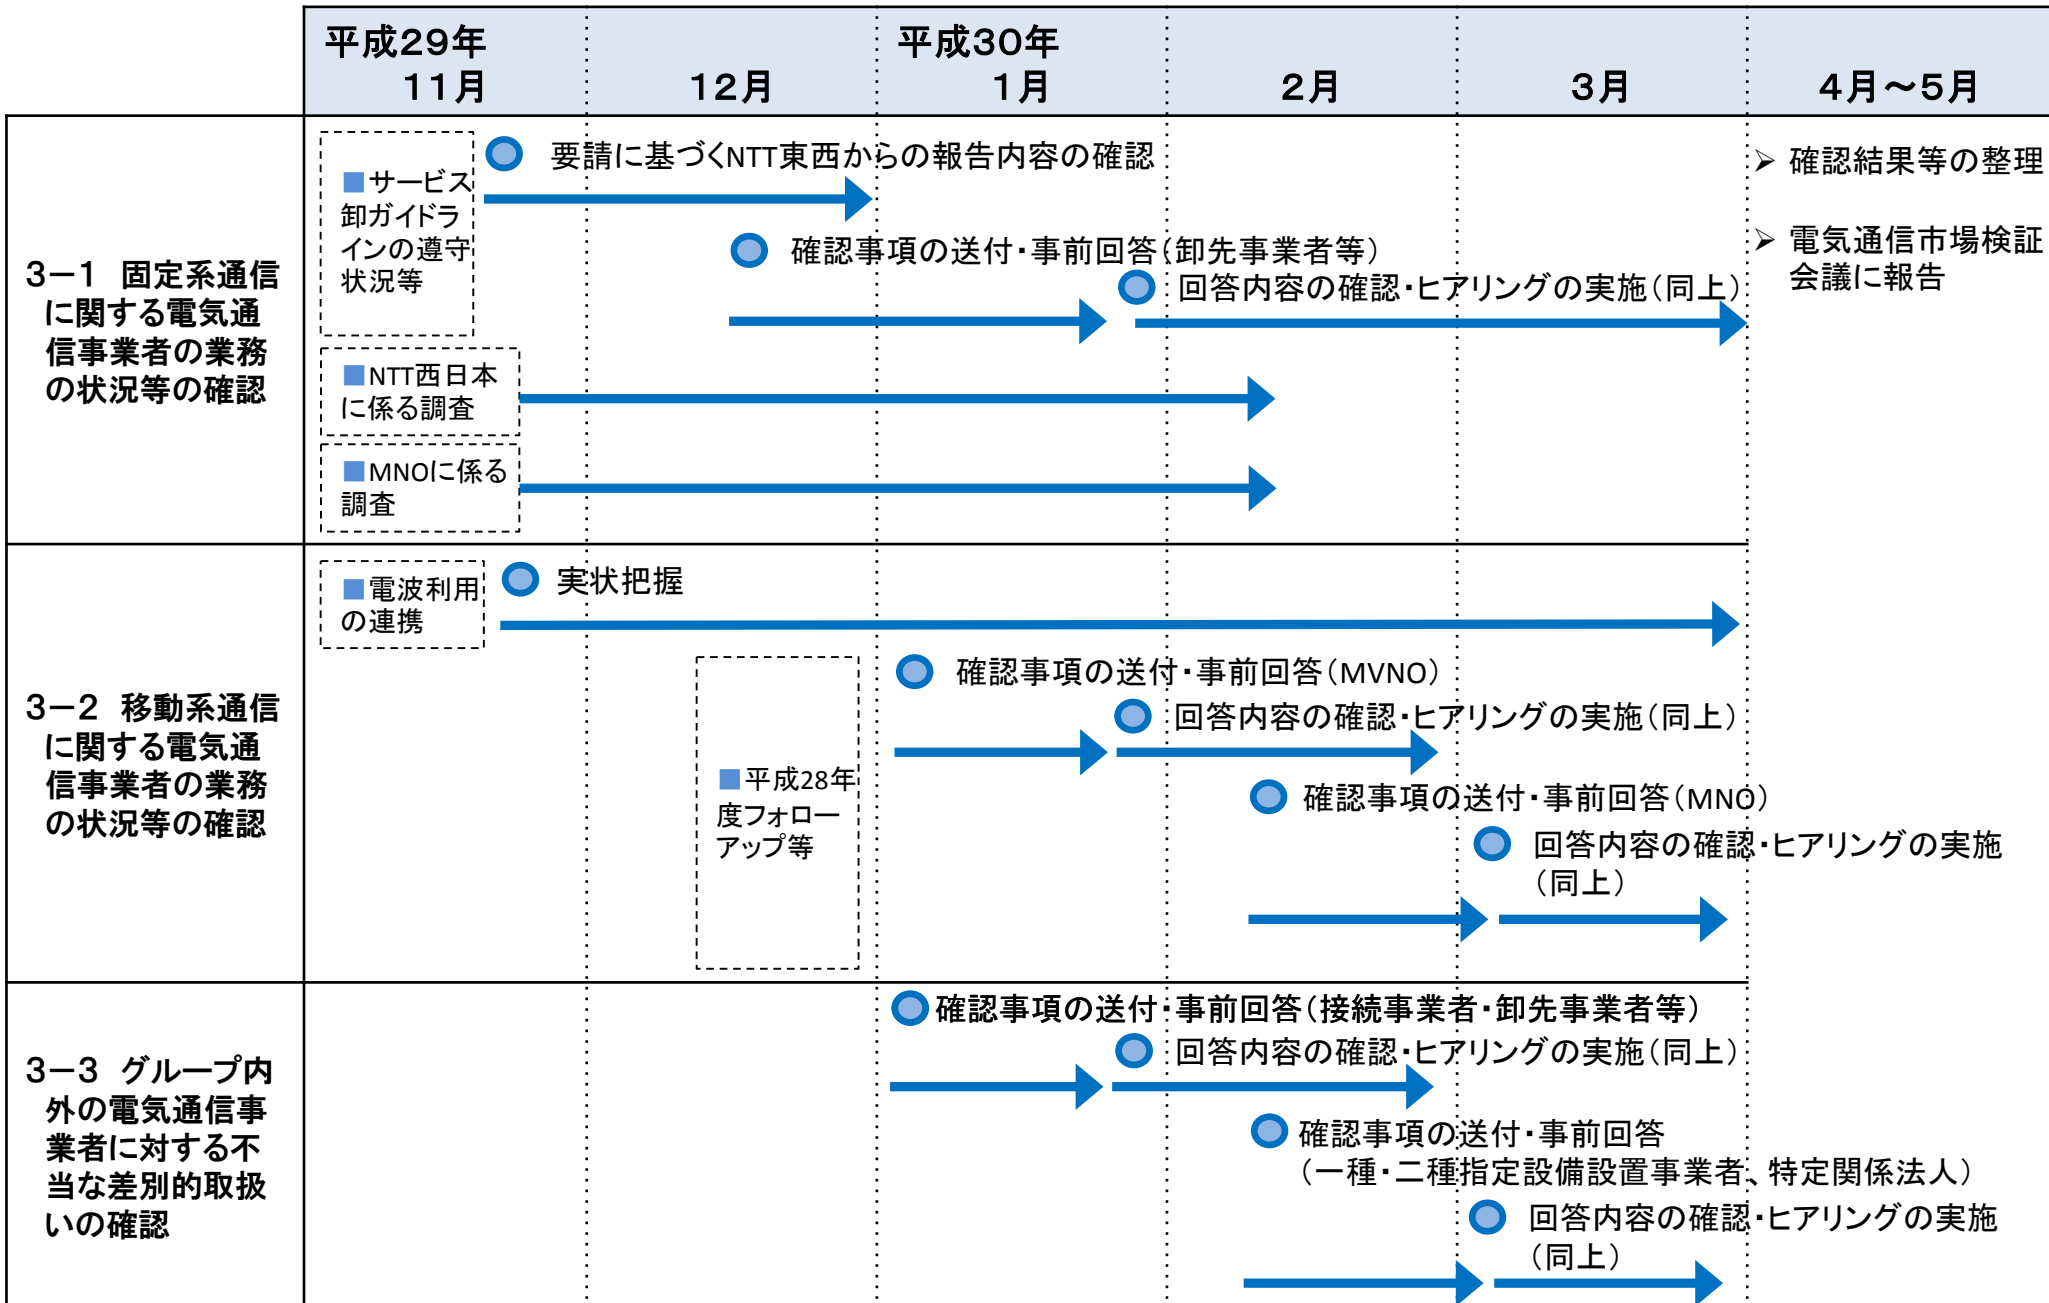 平成29年
11月
12月
平成30年
1月
2月
3月
4月～5月
3－1 固定系通信
に関する電気通
信事業者の業務
の状況等の確認
■サービス
卸ガイドラ
インの遵守
状況等
要請に基づくNTT東西からの報告内容の確認
確認事項の送付・事前回答（卸先事業者等）
回答内容の確認・ヒアリングの実施（同上）
■NTT西日本
に係る調査
■MNOに係る
調査
➢ 確認結果等の整理
➢ 電気通信市場検証
会議に報告
3－2 移動系通信
に関する電気通
信事業者の業務
の状況等の確認
■電波利用
の連携
実状把握
■平成28年
度フォロー
アップ等
確認事項の送付・事前回答（MVNO）
回答内容の確認・ヒアリングの実施（同上）
確認事項の送付・事前回答（MNO）
回答内容の確認・ヒアリングの実施
（同上）
3－3 グループ内
外の電気通信事
業者に対する不
当な差別的取扱
いの確認
確認事項の送付・事前回答（接続事業者・卸先事業者等）
回答内容の確認・ヒアリングの実施（同上）
確認事項の送付・事前回答
（一種・二種指定設備設置事業者、特定関係法人）
回答内容の確認・ヒアリングの実施
（同上）